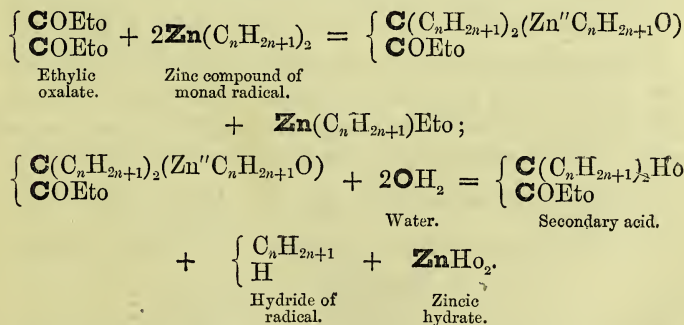 { COEto + 2Zn(CₙH₂ₙ₊₁)₂ = { C(CₙH₂ₙ₊₁)₂(Zn″CₙH₂ₙ₊₁O)
COEto COEto
Ethylic Zinc compound of
oxalate. monad radical.
+ Zn(CₙH₂ₙ₊₁)Eto ;
{ C(CₙH₂ₙ₊₁)₂(Zn″CₙH₂ₙ₊₁O) + 2OH₂ = { C(CₙH₂ₙ₊₁)₂Ho
COEto COEto
Water. Secondary acid.
+ { CₙH₂ₙ₊₁ + ZnHo₂.
H
Hydride of Zincic
radical. hydrate.